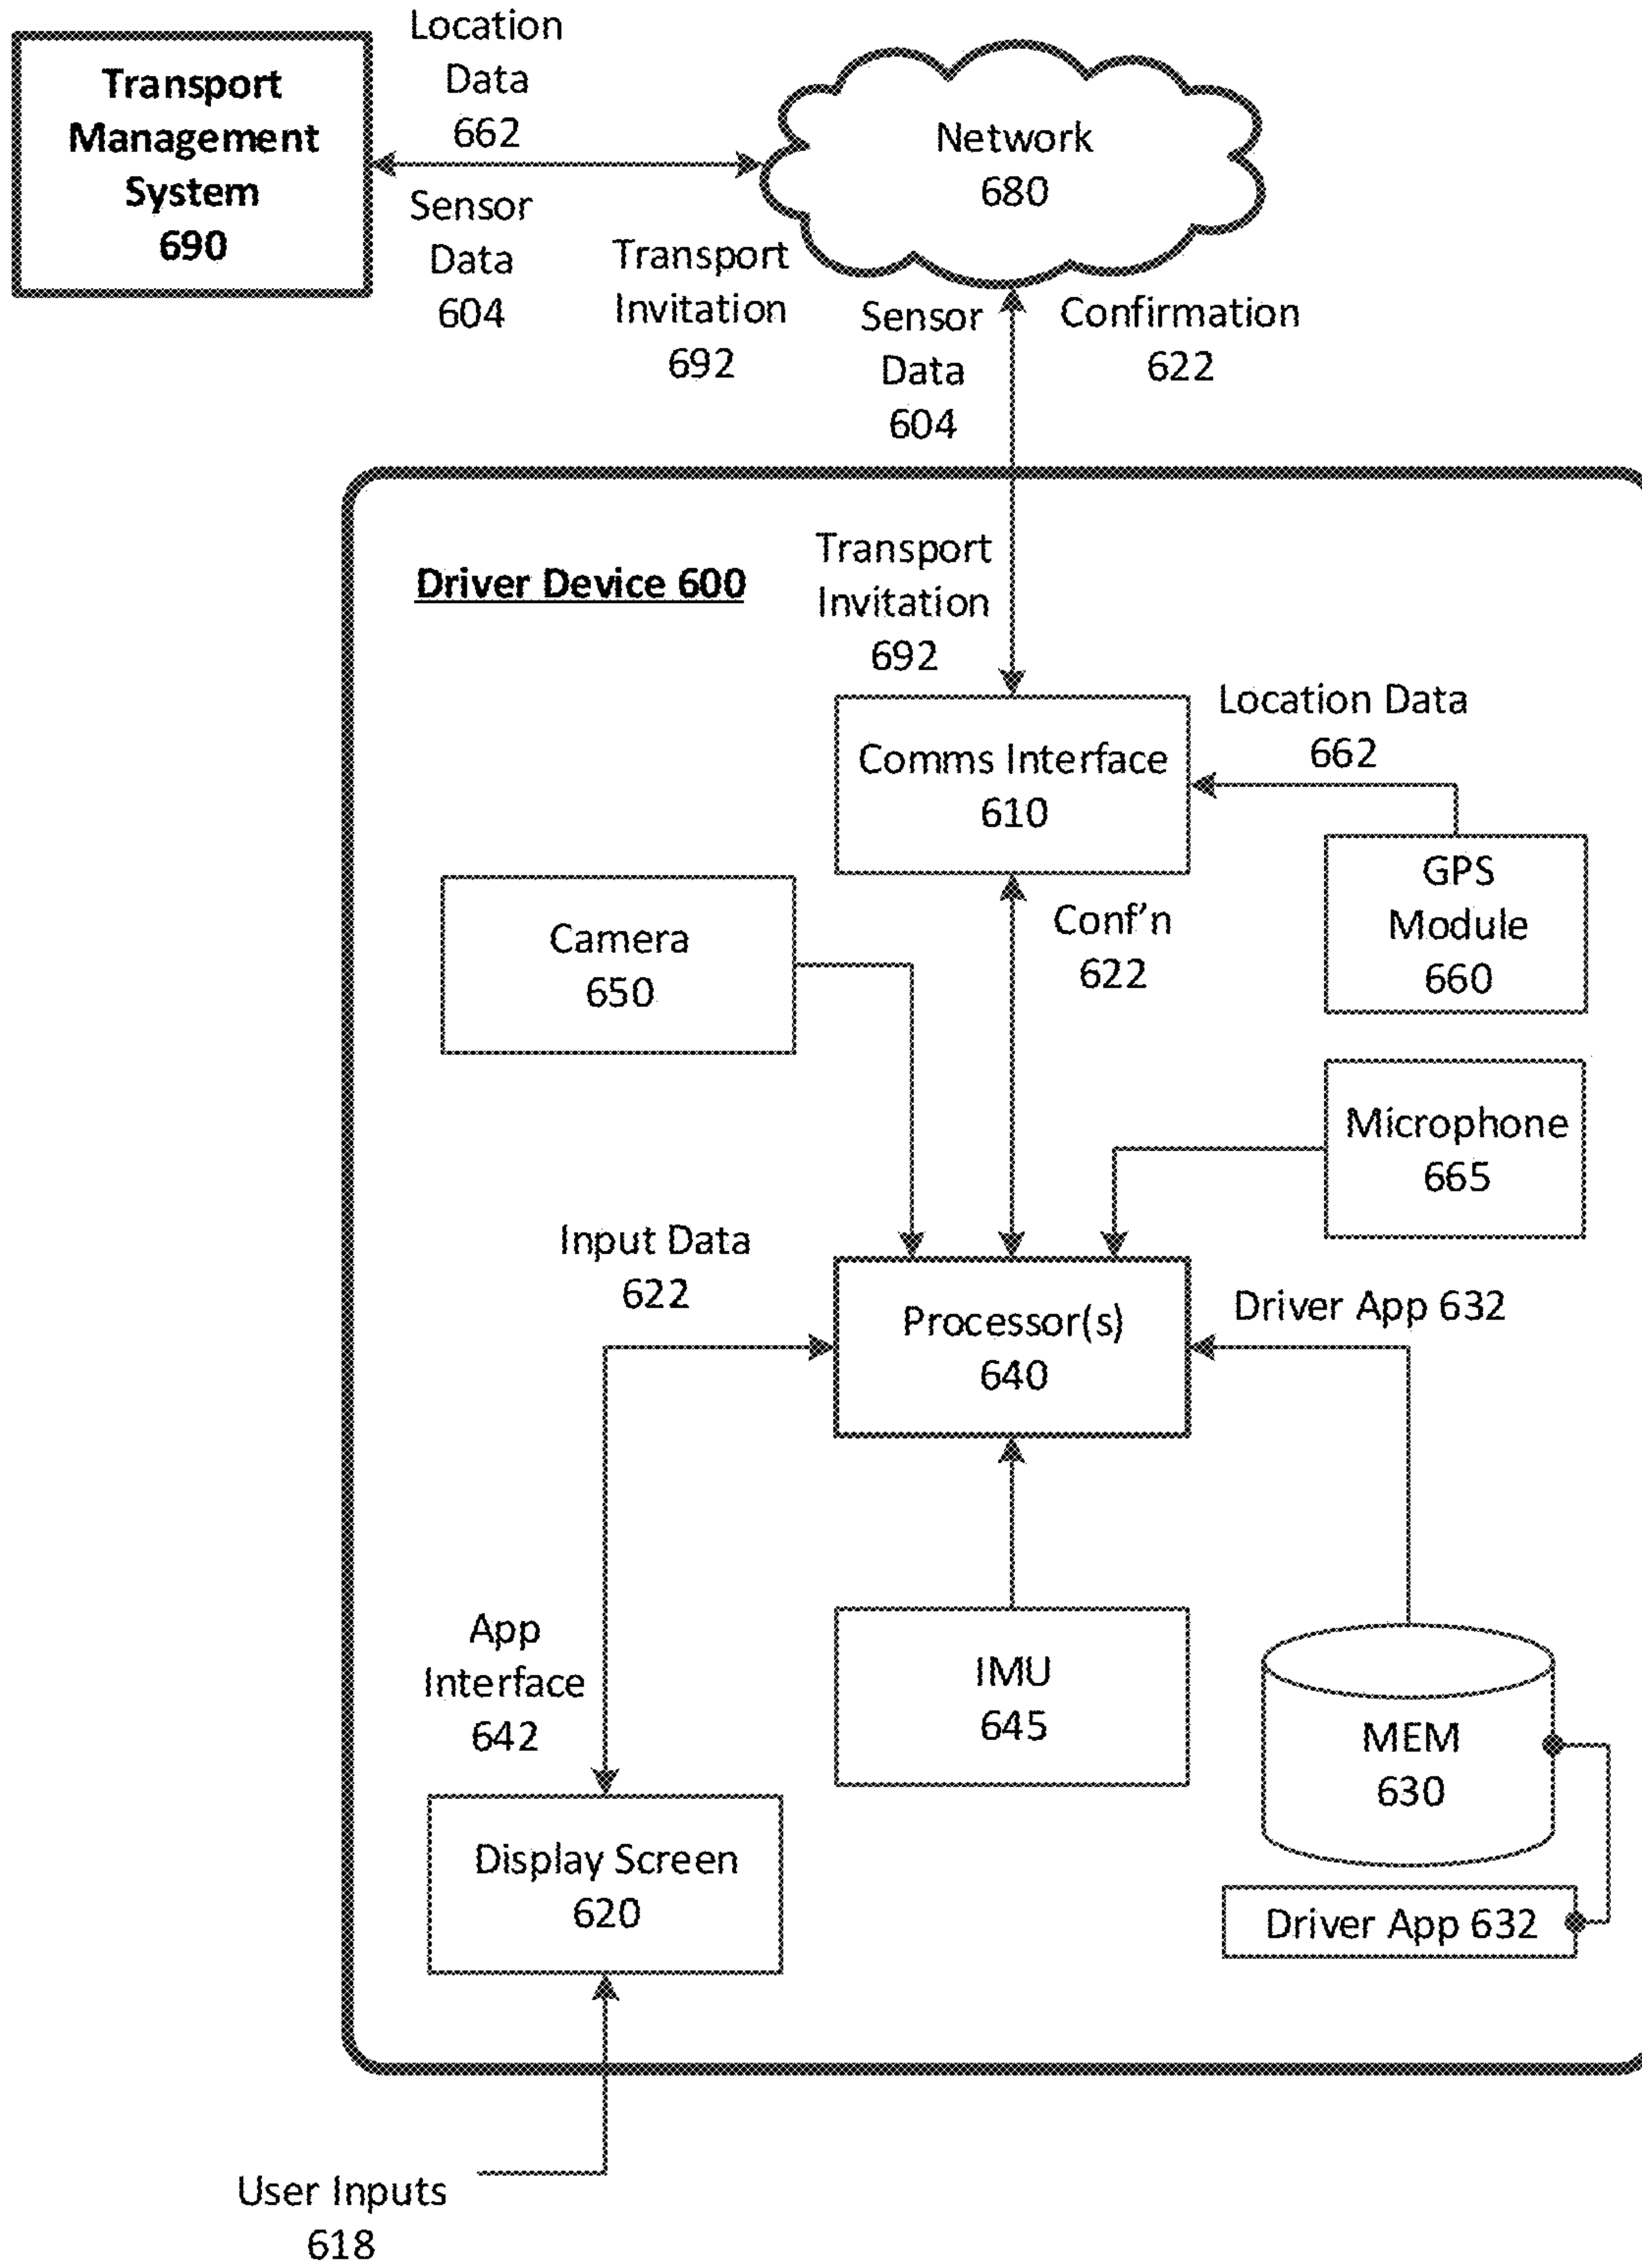 Transport
Management
System
690
Location
Data
662
Sensor
Data
604
Transport
Invitation
692
Network
680
Sensor
Data
604
Confirmation
622
Driver Device 600
Transport
Invitation
692
Comms Interface
610
Location Data
662
GPS
Module
660
Camera
650
Conf'n
622
Microphone
665
Input Data
622
Processor(s)
640
Driver App 632
App
Interface
642
IMU
645
MEM
630
Display Screen
620
Driver App 632
User Inputs
618